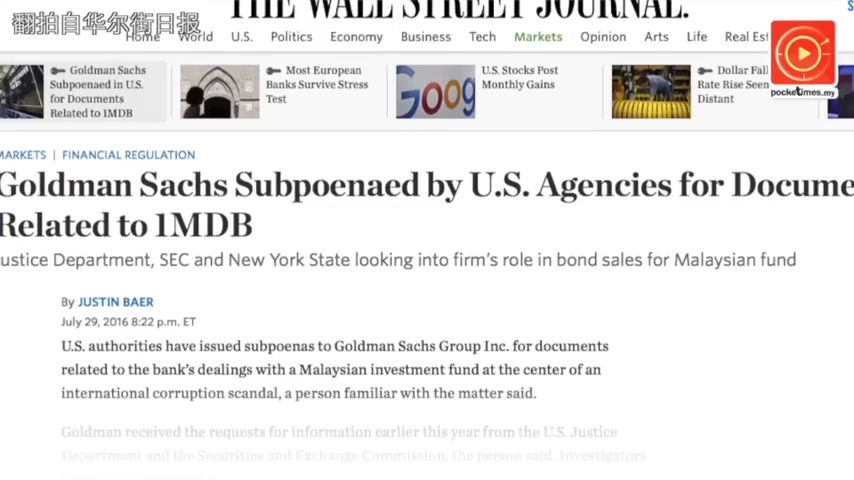 THE WALL STREET JOURNAL.
翻拍自华尔街日报
Home World U.S. Politics Economy Business Tech Markets Opinion Arts Life Real Est
Goldman Sachs
Subpoenaed in U.S.
for Documents
Related to 1MDB
Most European
Banks Survive Stress
Test
Goog
U.S. Stocks Post
Monthly Gains
Dollar Fall
Rate Rise Seen
Distant
pocketimes.my
MARKETS | FINANCIAL REGULATION
Goldman Sachs Subpoenaed by U.S. Agencies for Docume
Related to 1MDB
ustice Department, SEC and New York State looking into firm's role in bond sales for Malaysian fund
By JUSTIN BAER
July 29, 2016 8:22 p.m. ET
U.S. authorities have issued subpoenas to Goldman Sachs Group Inc. for documents
related to the bank's dealings with a Malaysian investment fund at the center of an
international corruption scandal, a person familiar with the matter said.
Goldman received the requests for information earlier this year from the U.S. Justice
Department and the Securities and Exchange Commission, the person said. Investigators